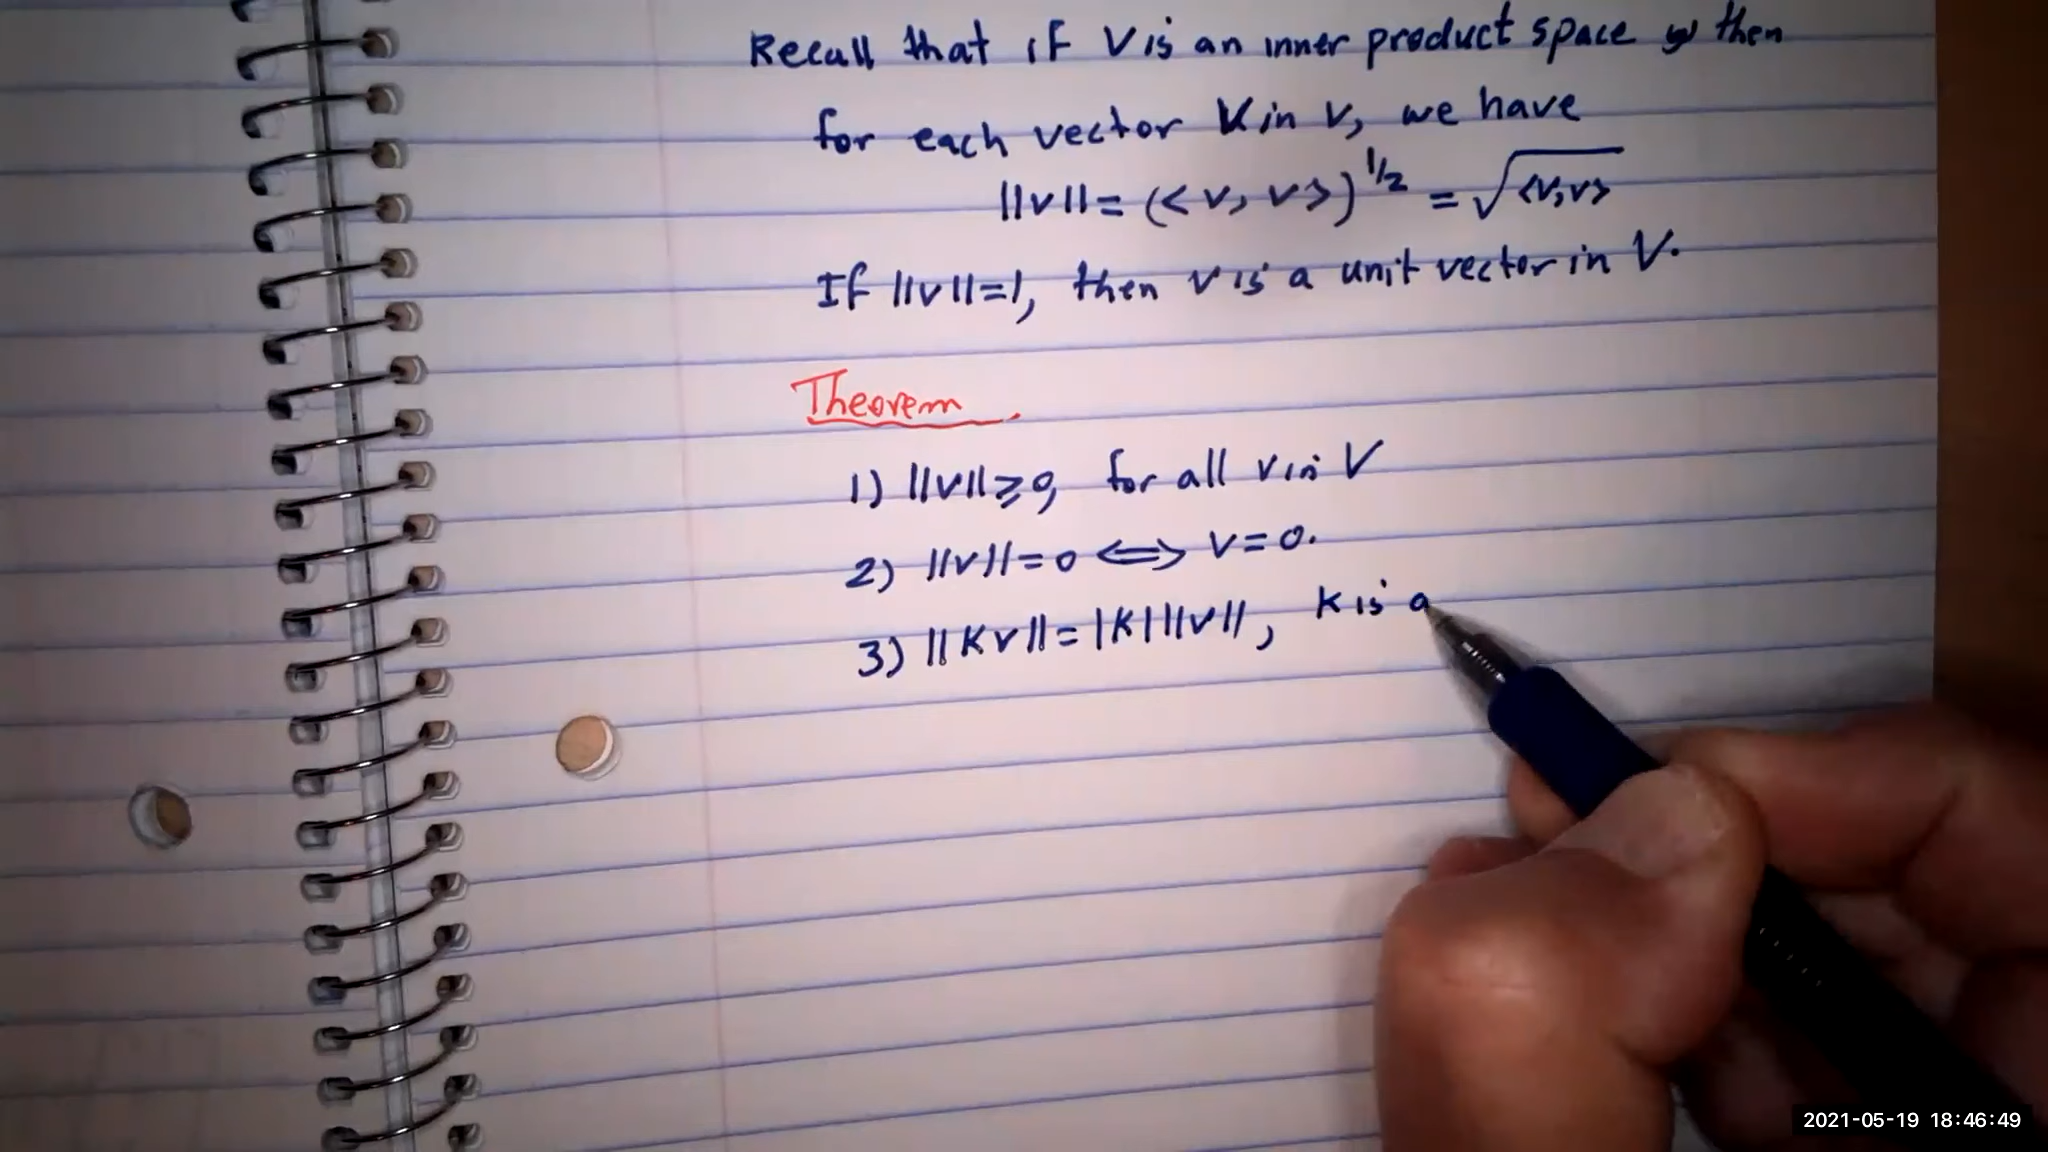 Recall that if V is an inner product space then
for each vector V in V, we have
||v|| = (<v, v>)^1/2 = √<v,v>
If ||v||=1, then v is a unit vector in V.
Theorem
1) ||v|| ≥ 0, for all v in V
2) ||v|| = 0 ⟺ v = 0.
3) ||Kv|| = |K| ||v||, K is a
2021-05-19 18:46:49